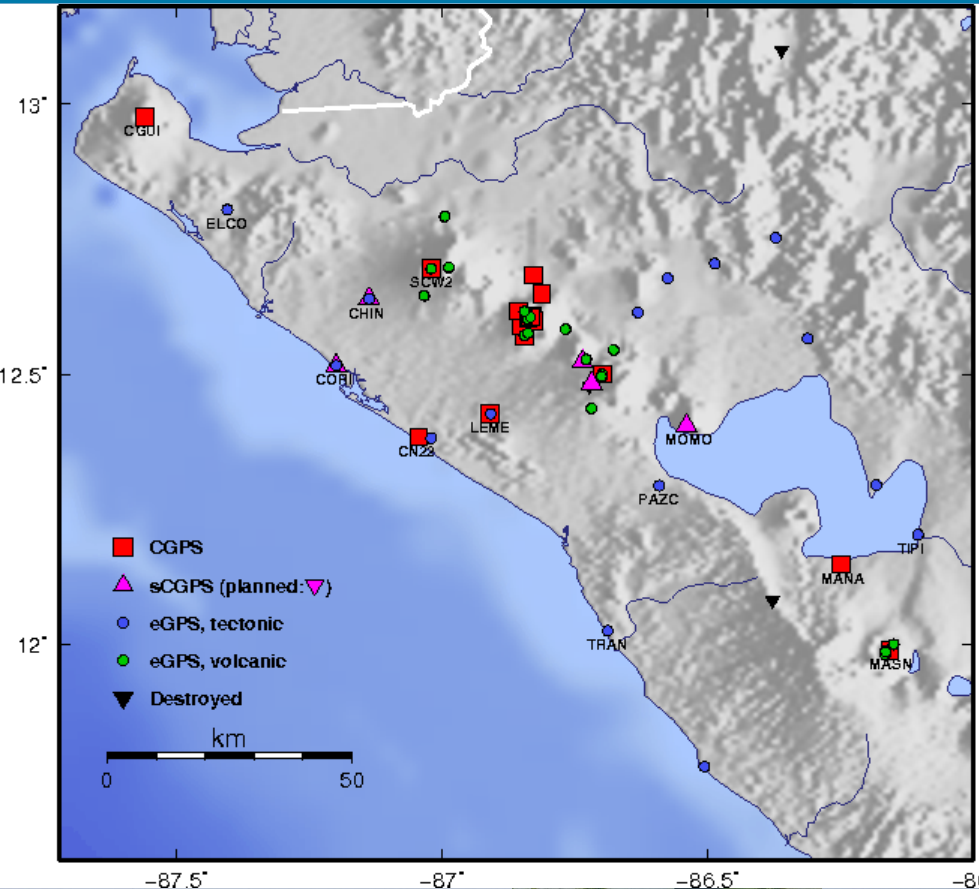 13°
CGUI
ELCO
SCW2
CHIN
12.5°
CORI
LEME
CN23
MOMO
PAZC
TIPI
MANA
TRAN
MASN
12°
CGPS
sCGPS (planned:▽)
eGPS, tectonic
eGPS, volcanic
Destroyed
km
0 50
−87.5° −87° −86.5°